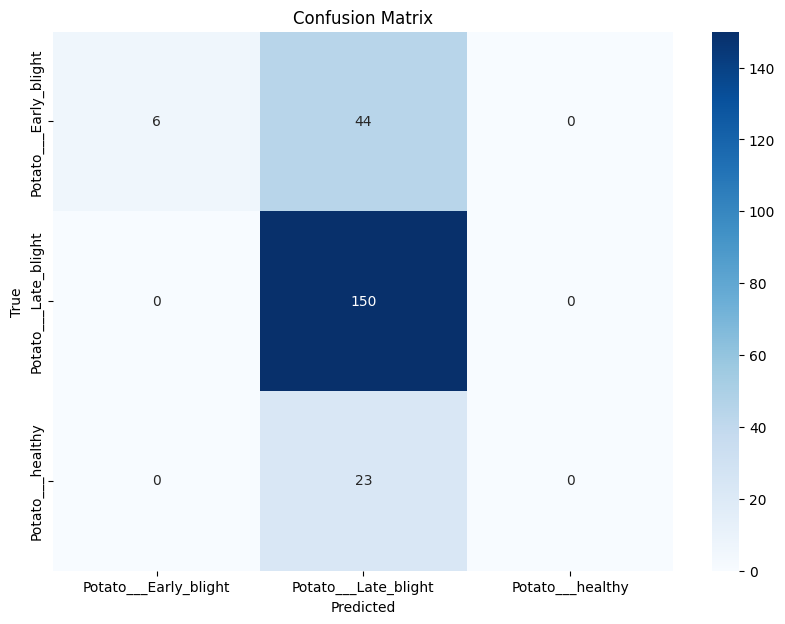 Confusion Matrix
True
Potato___Early_blight
Potato___Late_blight
Potato___healthy
6 44 0
0 150 0
0 23 0
Potato___Early_blight Potato___Late_blight Potato___healthy
Predicted
140
120
100
80
60
40
20
0